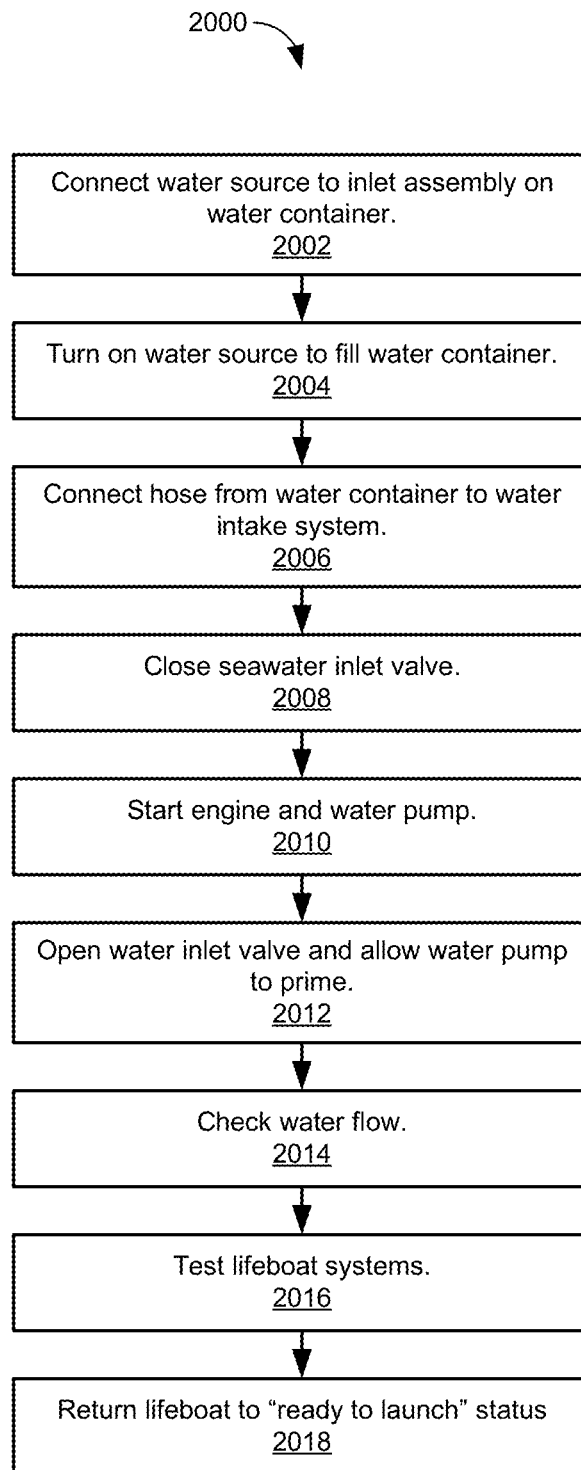 2000
Connect water source to inlet assembly on
water container.
2002
Turn on water source to fill water container.
2004
Connect hose from water container to water
intake system.
2006
Close seawater inlet valve.
2008
Start engine and water pump.
2010
Open water inlet valve and allow water pump
to prime.
2012
Check water flow.
2014
Test lifeboat systems.
2016
Return lifeboat to “ready to launch” status
2018